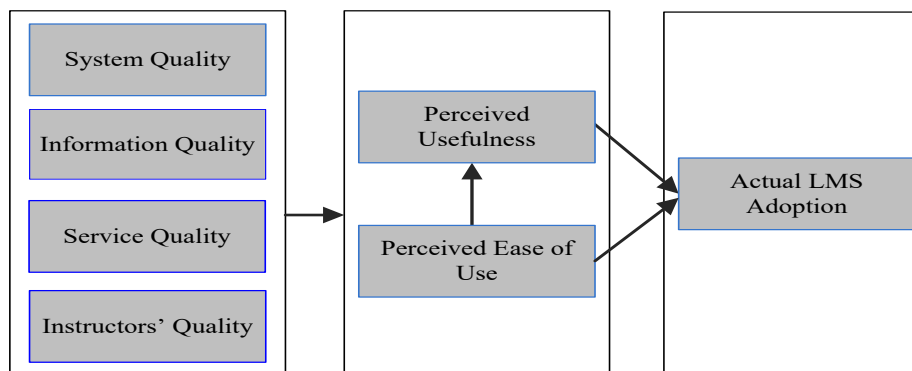 System Quality
Information Quality
Service Quality
Instructors’ Quality
Perceived
Usefulness
Perceived Ease of
Use
Actual LMS
Adoption